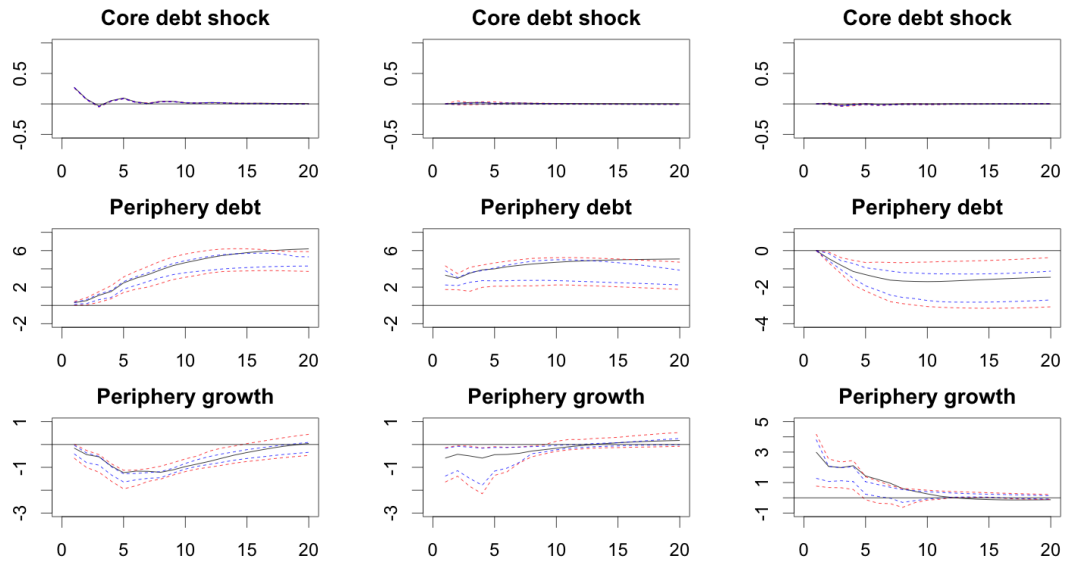 Core debt shock Core debt shock Core debt shock
0.5 0.5 0.5
-0.5 -0.5 -0.5
0 5 10 15 20 0 5 10 15 20 0 5 10 15 20
Periphery debt Periphery debt Periphery debt
6 6 0
2 2 -2
-2 -2 -4
0 5 10 15 20 0 5 10 15 20 0 5 10 15 20
Periphery growth Periphery growth Periphery growth
1 1 5
-1 -1 3
-3 -3 1
-1
0 5 10 15 20 0 5 10 15 20 0 5 10 15 20